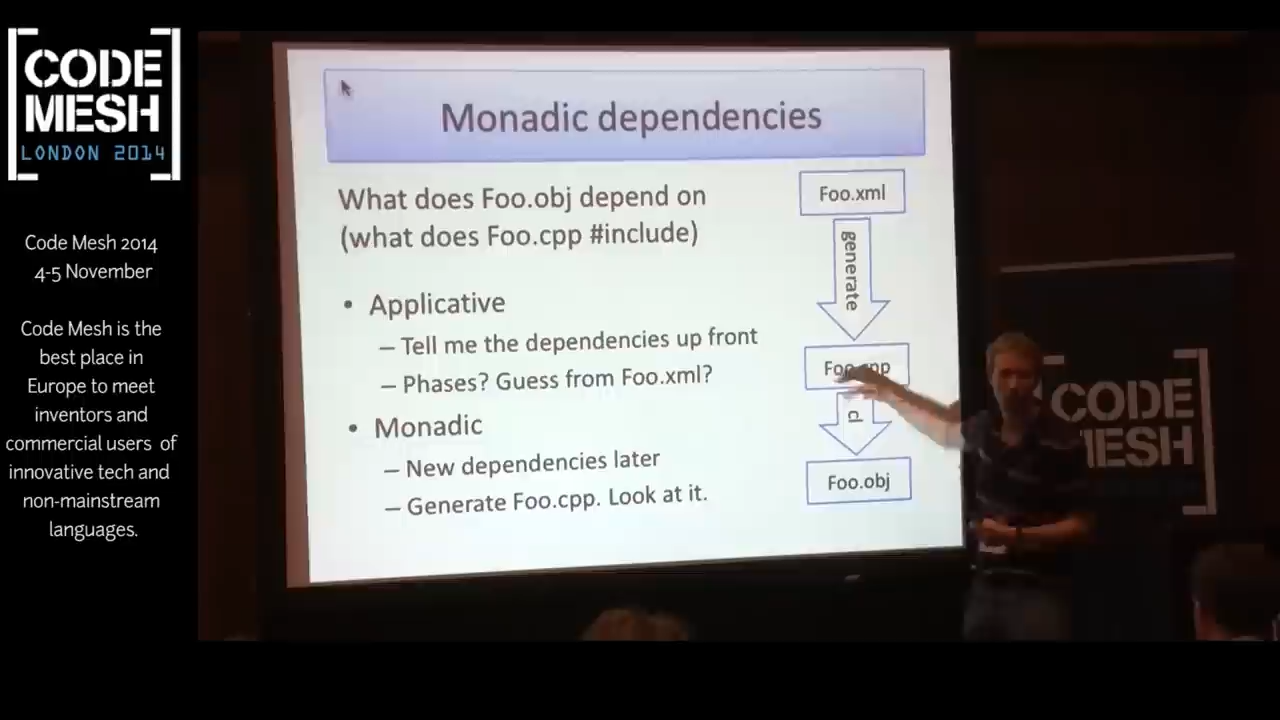 CODE
MESH
LONDON 2014
Code Mesh 2014
4-5 November
Code Mesh is the
best place in
Europe to meet
inventors and
commercial users of
innovative tech and
non-mainstream
languages.
Monadic dependencies
What does Foo.obj depend on
(what does Foo.cpp #include)
• Applicative
– Tell me the dependencies up front
– Phases? Guess from Foo.xml?
• Monadic
– New dependencies later
– Generate Foo.cpp. Look at it.
Foo.xml
generate
Foo.cpp
cl
Foo.obj
CODE
MESH